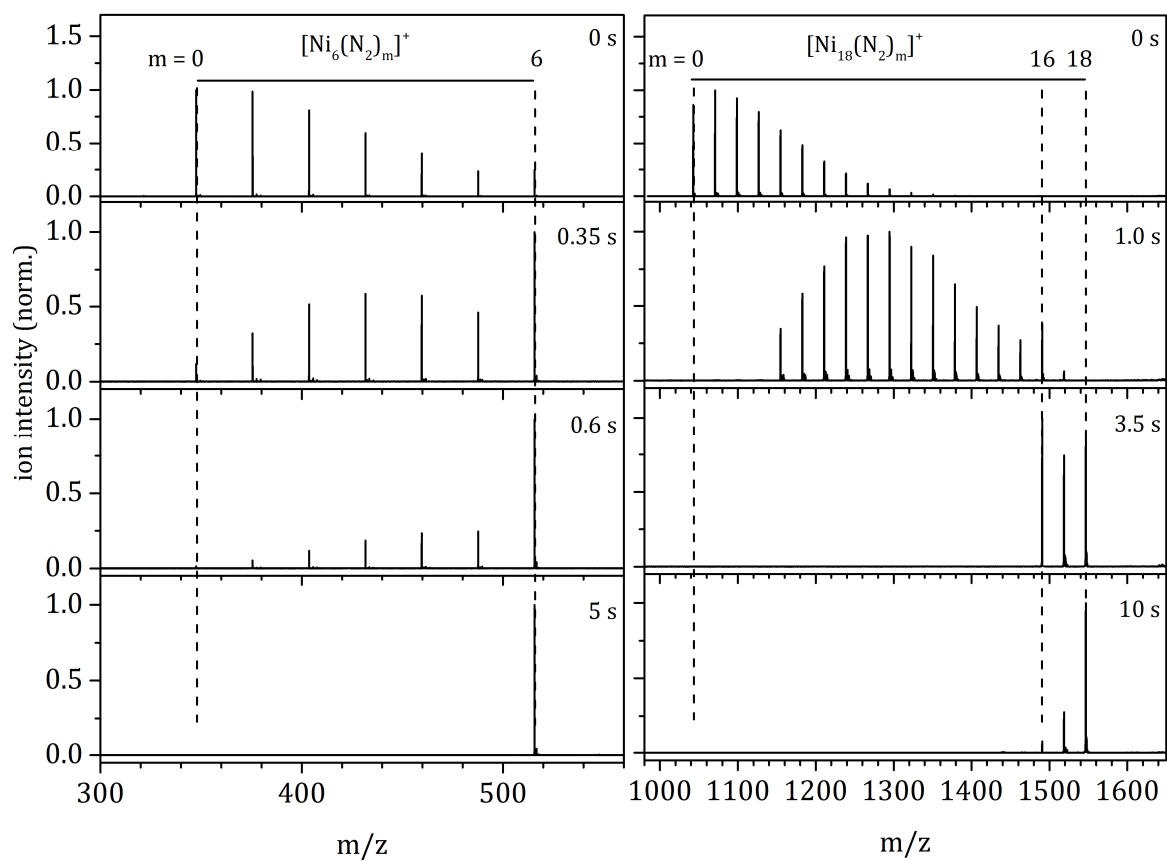 [Ni₆(N₂)ₘ]⁺
m = 0
6
0 s
[Ni₁₈(N₂)ₘ]⁺
m = 0
16 18
0 s
1.5
1.0
0.5
0.0
0.35 s
1.0 s
1.0
0.5
0.0
0.6 s
3.5 s
1.0
0.5
0.0
5 s
10 s
1.0
0.5
0.0
ion intensity (norm.)
300 400 500
1000 1100 1200 1300 1400 1500 1600
m/z
m/z